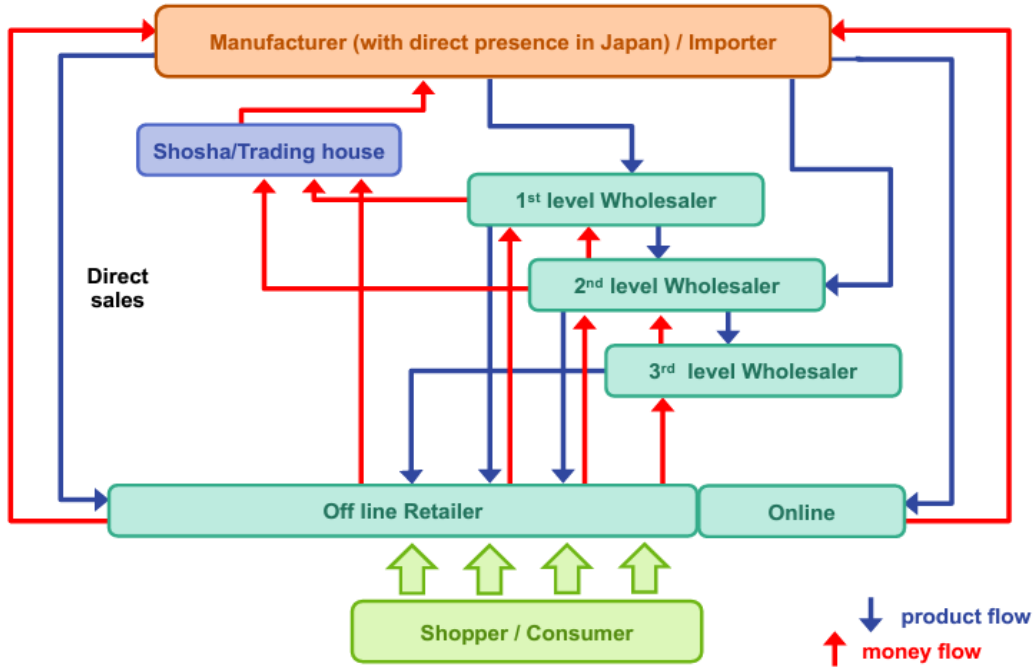 Manufacturer (with direct presence in Japan) / Importer
Shosha/Trading house
1st level Wholesaler
2nd level Wholesaler
Direct
sales
3rd level Wholesaler
Off line Retailer
Online
Shopper / Consumer
product flow
money flow